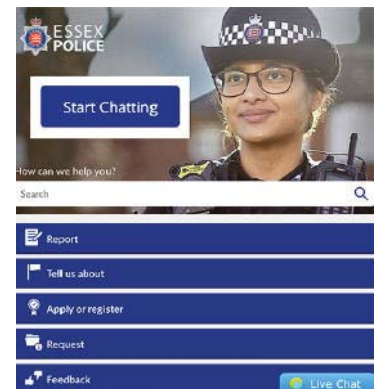 ESSEX
POLICE
Start Chatting
How can we help you?
Search
Report
Tell us about
Apply or register
Request
Feedback
Live Chat